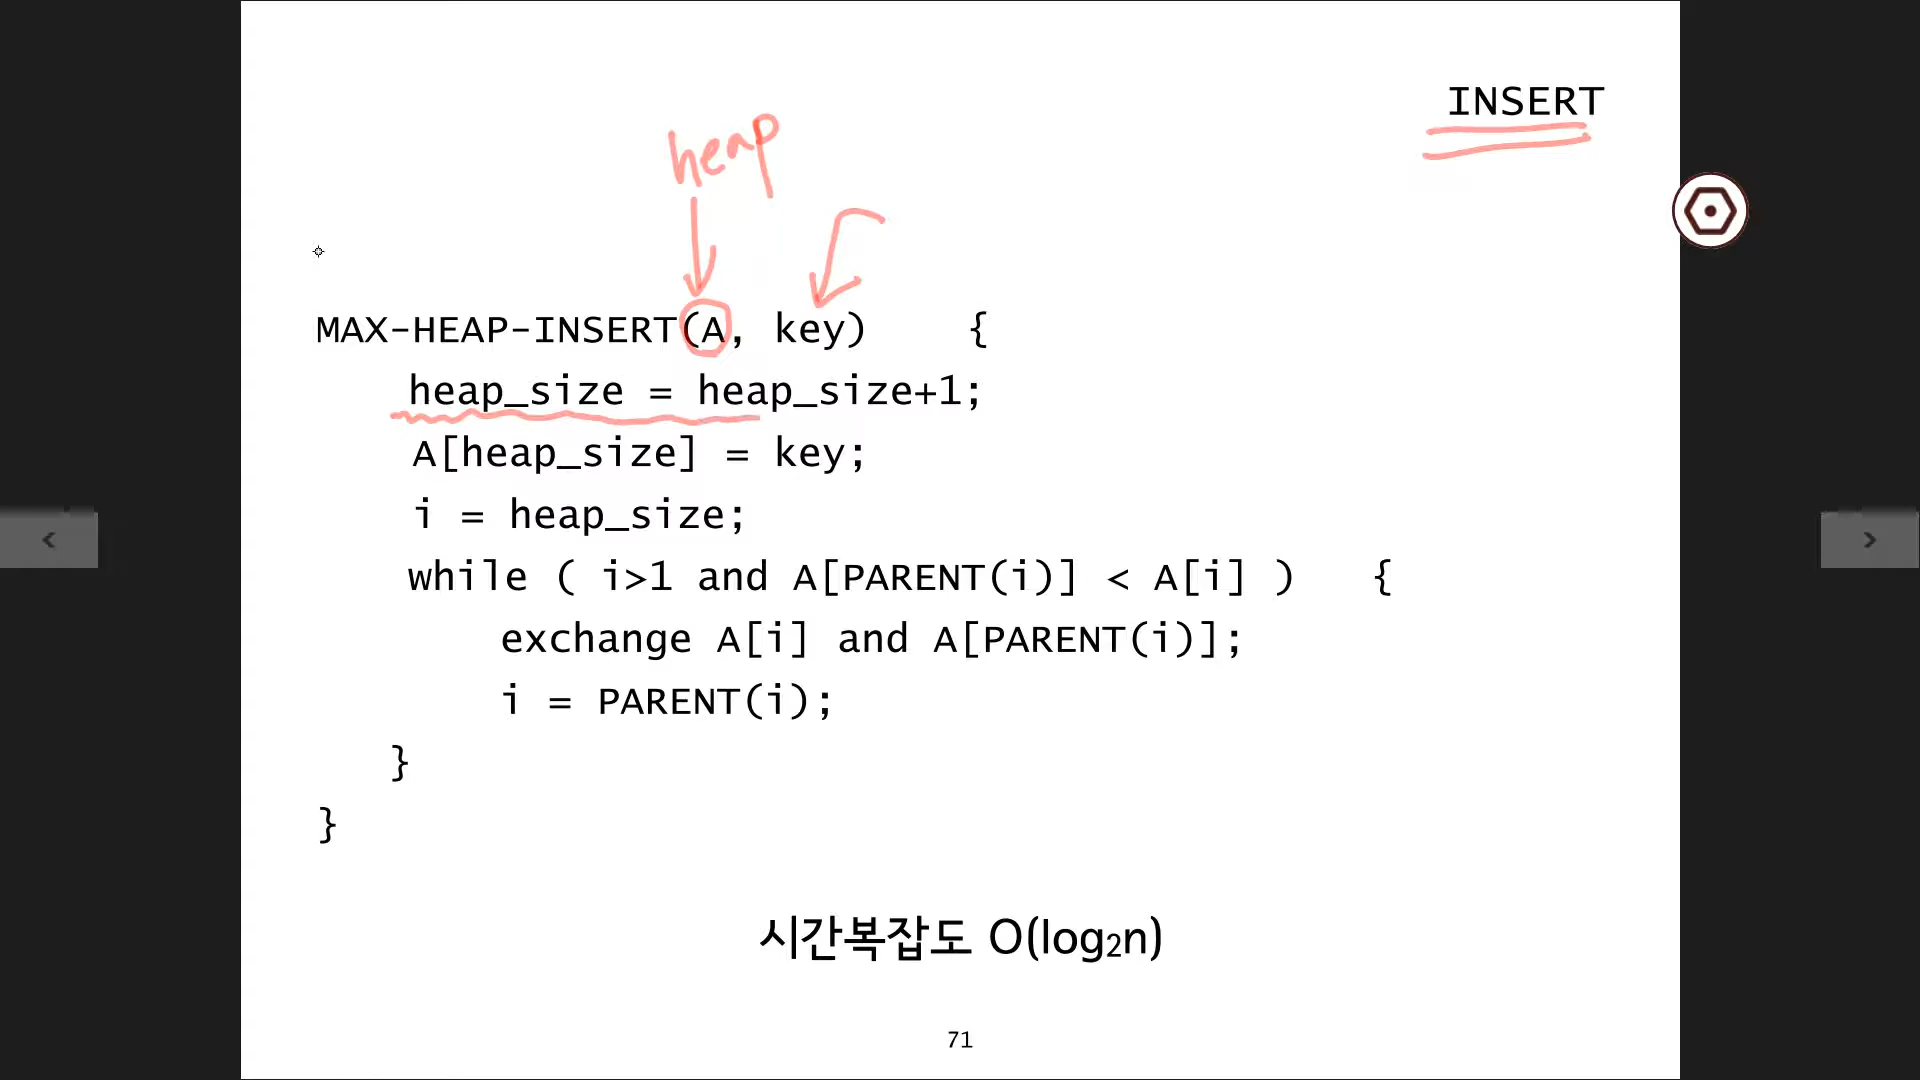 INSERT
heap
MAX-HEAP-INSERT(A, key) {
heap_size = heap_size+1;
A[heap_size] = key;
i = heap_size;
while ( i>1 and A[PARENT(i)] < A[i] ) {
exchange A[i] and A[PARENT(i)];
i = PARENT(i);
}
}
시간복잡도 O(log₂n)
71